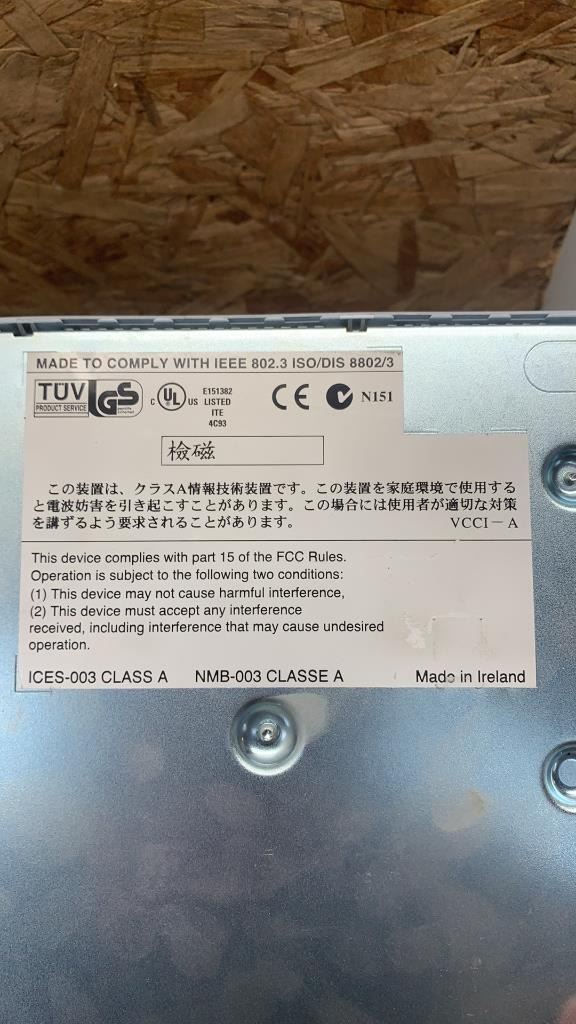 MADE TO COMPLY WITH IEEE 802.3 ISO/DIS 8802/3
TÜV
PRODUCT SERVICE
GS
C UL US
E151382
LISTED
ITE
4C93
CE
N151
檢磁
この装置は、クラスA情報技術装置です。この装置を家庭環境で使用する
と電波妨害を引き起こすことがあります。この場合には使用者が適切な対策
を講ずるよう要求されることがあります。
VCCI－A
This device complies with part 15 of the FCC Rules.
Operation is subject to the following two conditions:
(1) This device may not cause harmful interference,
(2) This device must accept any interference
received, including interference that may cause undesired
operation.
ICES-003 CLASS A NMB-003 CLASSE A Made in Ireland